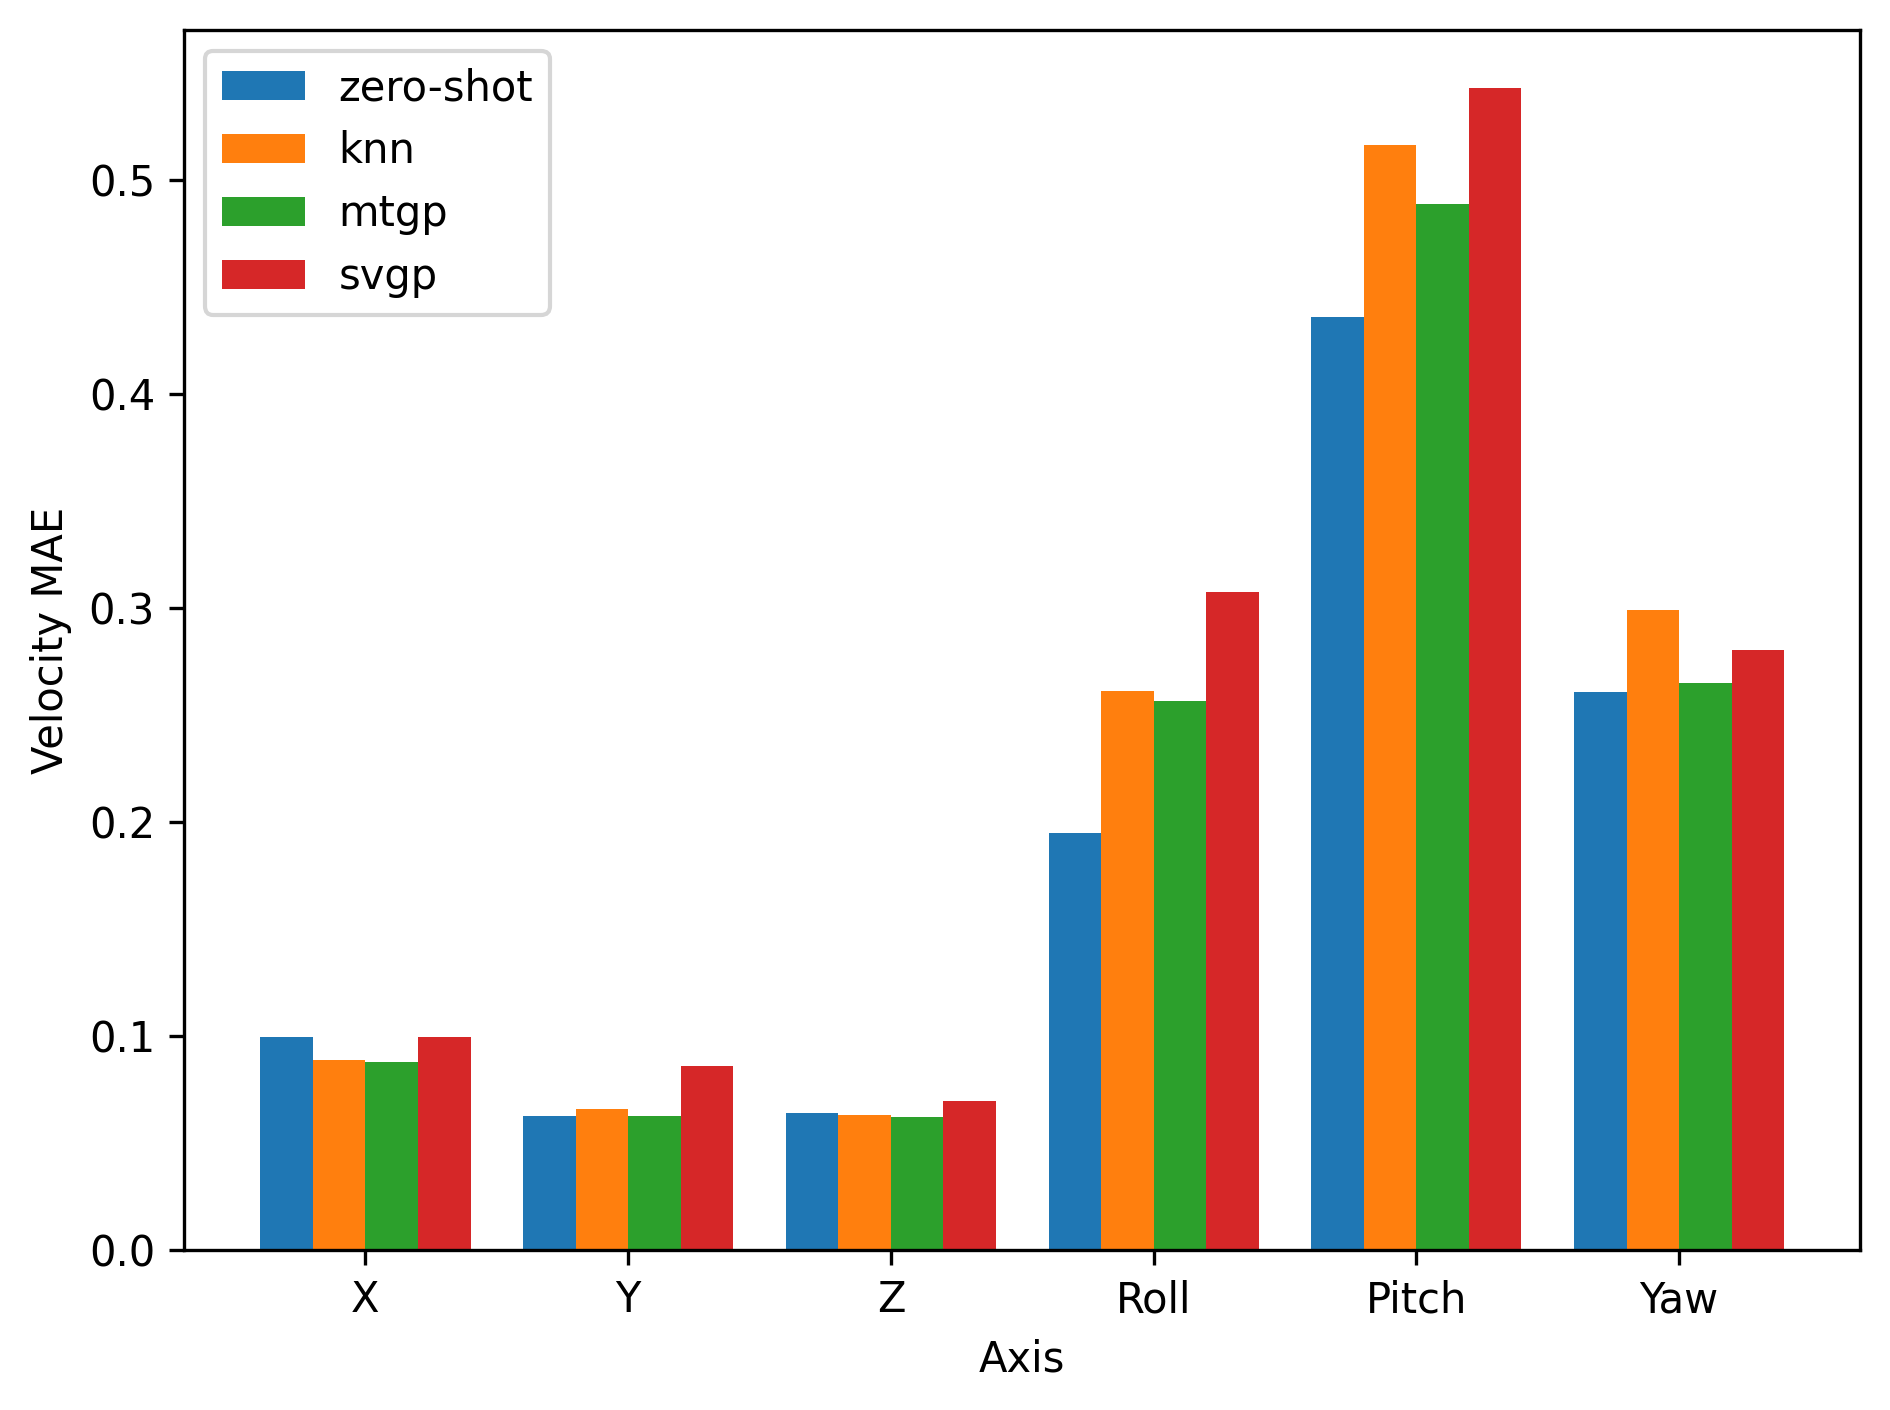 zero-shot
knn
mtgp
svgp
Velocity MAE
0.5
0.4
0.3
0.2
0.1
0.0
X Y Z Roll Pitch Yaw
Axis